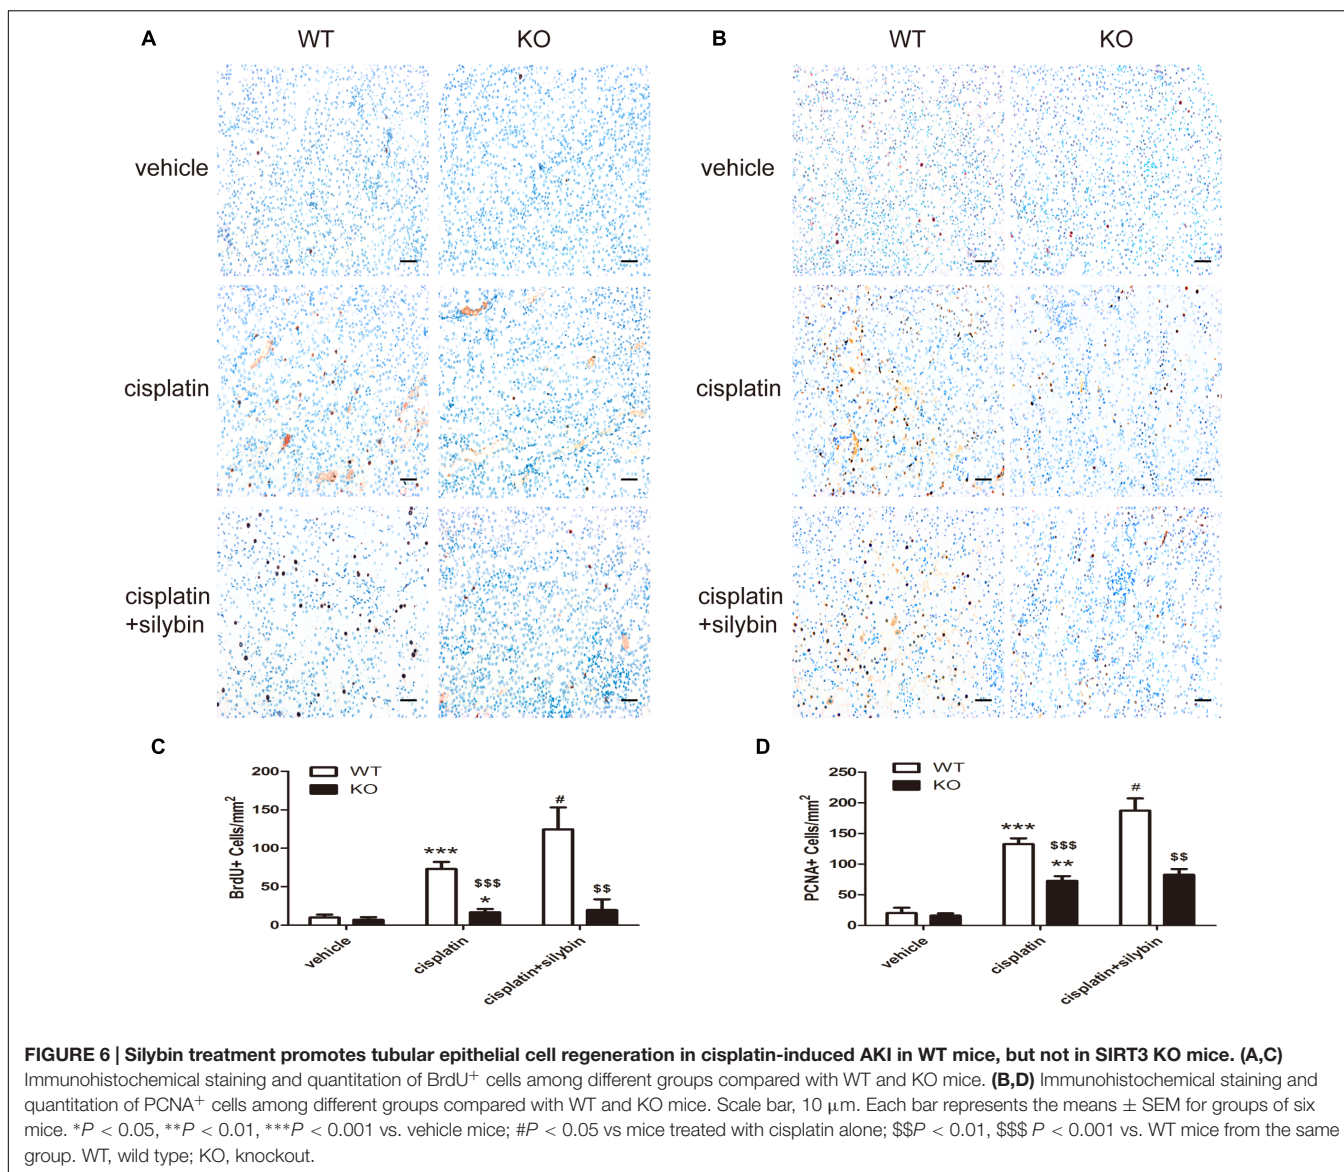 A
WT
KO
B
WT
KO
vehicle
vehicle
cisplatin
cisplatin
cisplatin
+silybin
cisplatin
+silybin
C
200
150
100
50
0
BrdU+ Cells/mm2
WT
KO
***
$$$
*
#
$$
vehicle
cisplatin
cisplatin+silybin
D
250
200
150
100
50
0
PCNA+ Cells/mm2
WT
KO
***
$$$
**
#
$$
vehicle
cisplatin
cisplatin+silybin
FIGURE 6 | Silybin treatment promotes tubular epithelial cell regeneration in cisplatin-induced AKI in WT mice, but not in SIRT3 KO mice. (A,C)
Immunohistochemical staining and quantitation of BrdU+ cells among different groups compared with WT and KO mice. (B,D) Immunohistochemical staining and
quantitation of PCNA+ cells among different groups compared with WT and KO mice. Scale bar, 10 μm. Each bar represents the means ± SEM for groups of six
mice. *P < 0.05, **P < 0.01, ***P < 0.001 vs. vehicle mice; #P < 0.05 vs mice treated with cisplatin alone; $$P < 0.01, $$$ P < 0.001 vs. WT mice from the same
group. WT, wild type; KO, knockout.